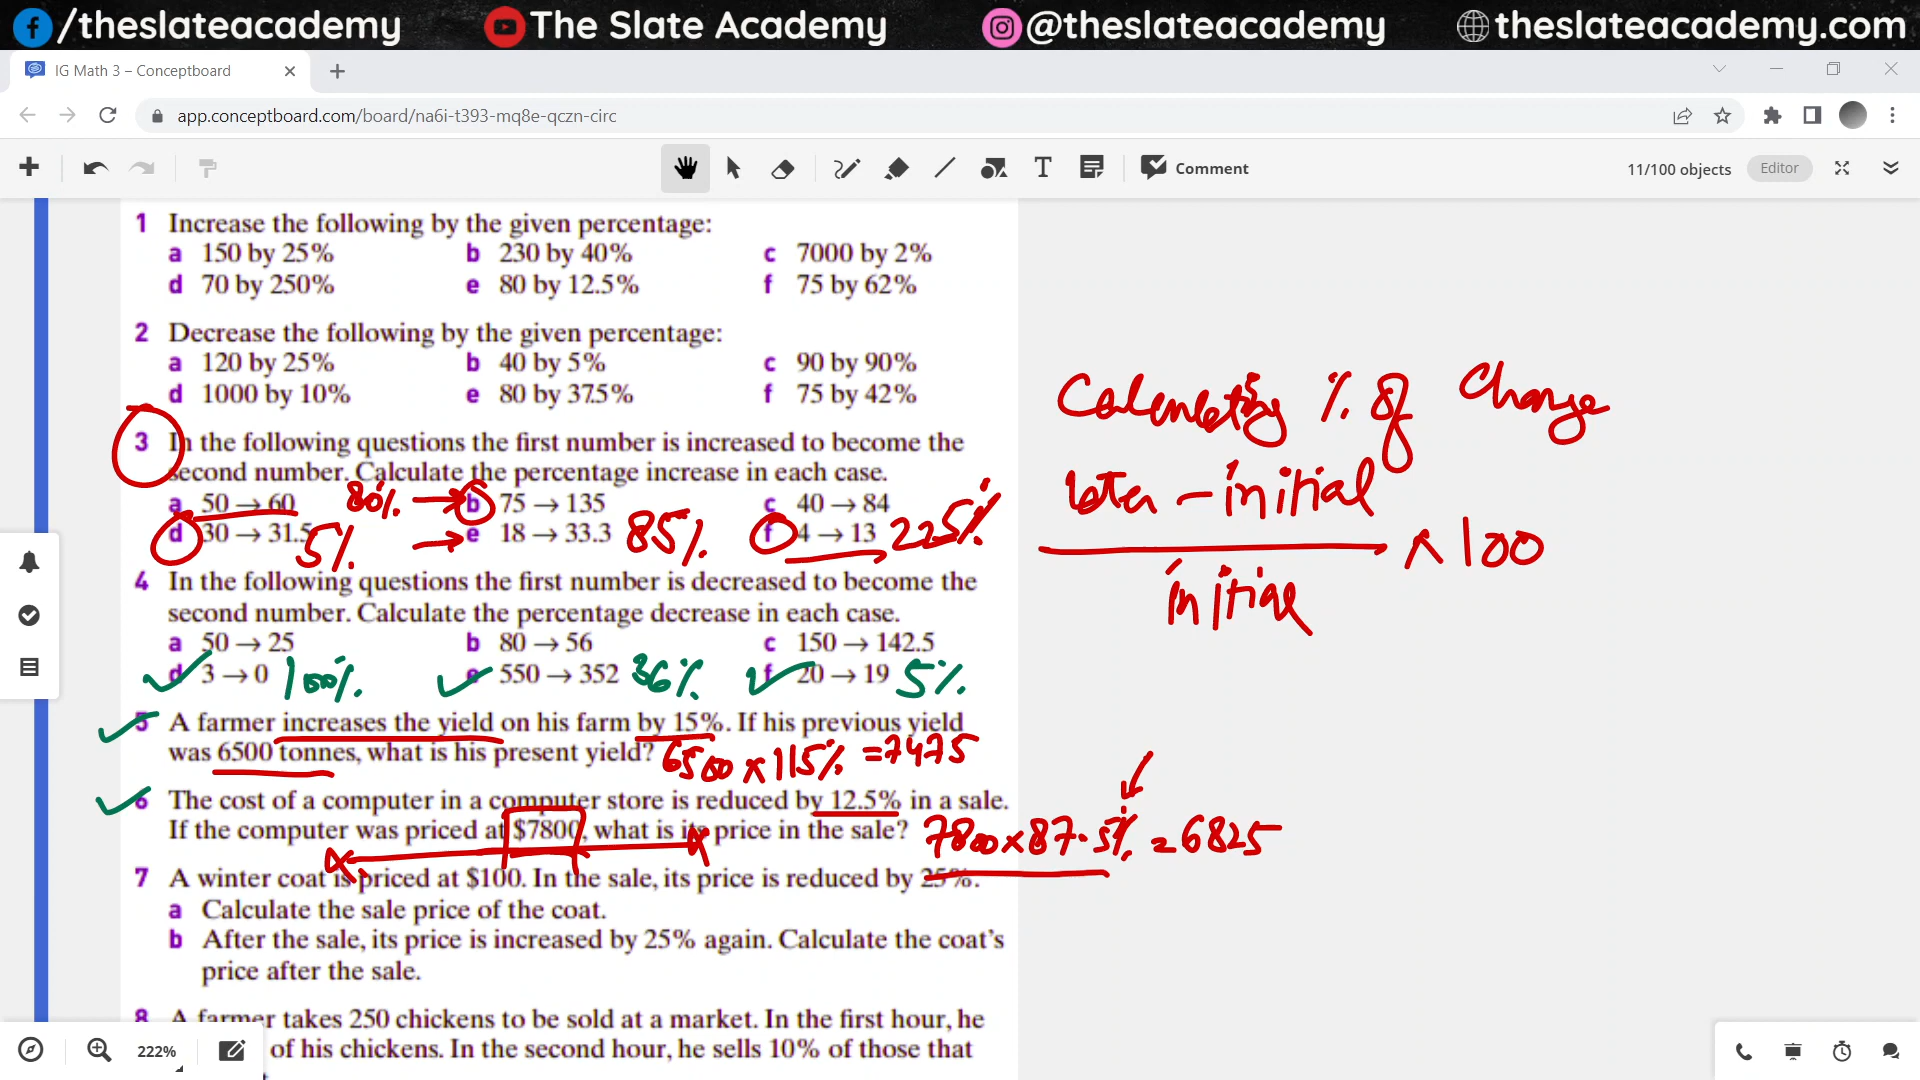 /theslateacademy The Slate Academy @theslateacademy theslateacademy.com
IG Math 3 – Conceptboard
app.conceptboard.com/board/na6i-t393-mq8e-qczn-circ
Comment 11/100 objects Editor
1 Increase the following by the given percentage:
a 150 by 25% b 230 by 40% c 7000 by 2%
d 70 by 250% e 80 by 12.5% f 75 by 62%
2 Decrease the following by the given percentage:
a 120 by 25% b 40 by 5% c 90 by 90%
d 1000 by 10% e 80 by 37.5% f 75 by 42%
3 In the following questions the first number is increased to become the
second number. Calculate the percentage increase in each case.
a 50 → 60 80% → b 75 → 135 c 40 → 84
d 30 → 31.5 5% → e 18 → 33.3 85% f 4 → 13 225%
4 In the following questions the first number is decreased to become the
second number. Calculate the percentage decrease in each case.
a 50 → 25 b 80 → 56 c 150 → 142.5
d 3 → 0 100% e 550 → 352 36% f 20 → 19 5%
5 A farmer increases the yield on his farm by 15%. If his previous yield
was 6500 tonnes, what is his present yield? 6500 × 115% = 7475
6 The cost of a computer in a computer store is reduced by 12.5% in a sale.
If the computer was priced at $7800, what is its price in the sale? 7800 × 87.5% = 6825
7 A winter coat is priced at $100. In the sale, its price is reduced by 25%.
a Calculate the sale price of the coat.
b After the sale, its price is increased by 25% again. Calculate the coat's
price after the sale.
8 A farmer takes 250 chickens to be sold at a market. In the first hour, he
of his chickens. In the second hour, he sells 10% of those that
Calculating % of Change
later – initial
× 100
initial
222%